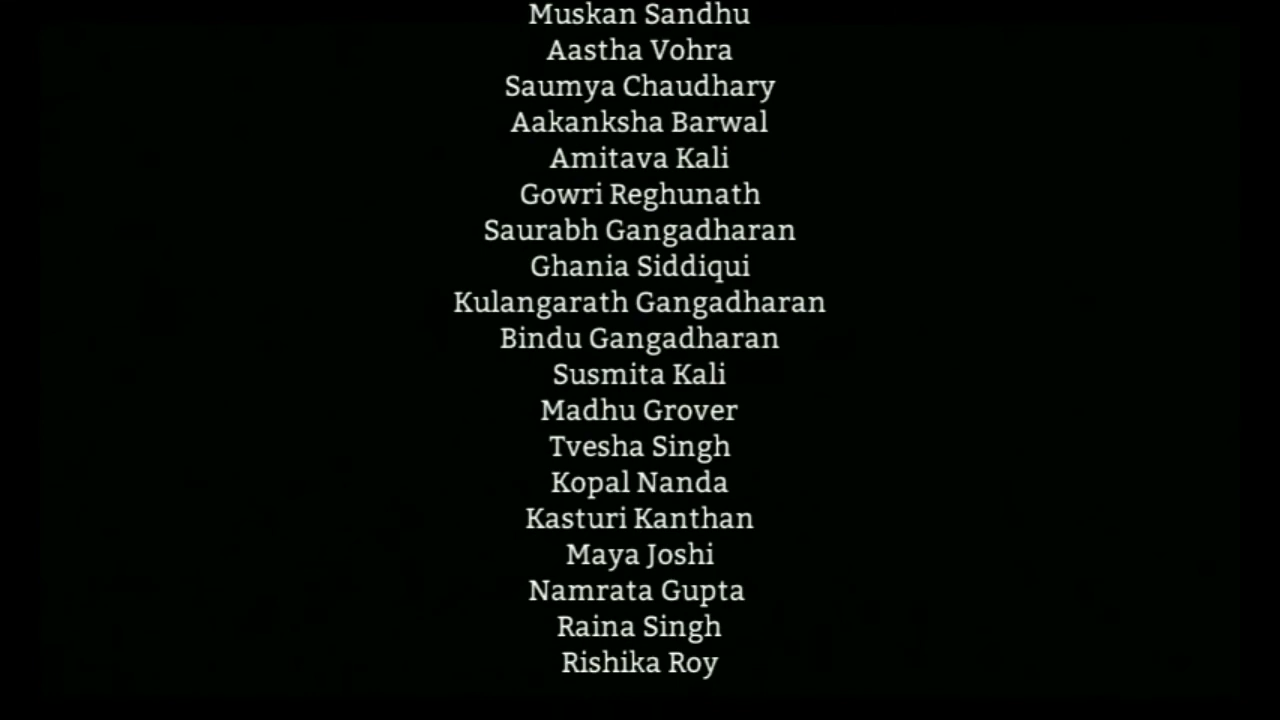 Muskan Sandhu
Aastha Vohra
Saumya Chaudhary
Aakanksha Barwal
Amitava Kali
Gowri Reghunath
Saurabh Gangadharan
Ghania Siddiqui
Kulangarath Gangadharan
Bindu Gangadharan
Susmita Kali
Madhu Grover
Tvesha Singh
Kopal Nanda
Kasturi Kanthan
Maya Joshi
Namrata Gupta
Raina Singh
Rishika Roy